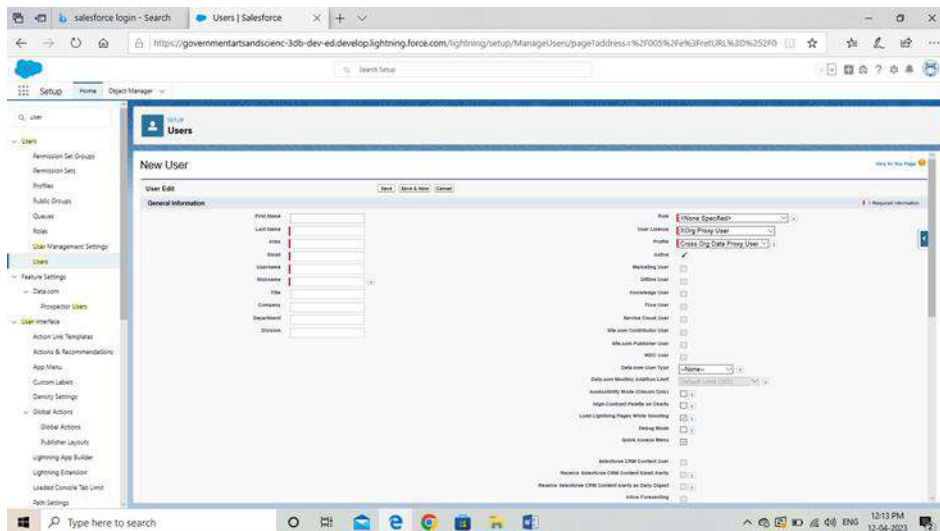 salesforce login - Search
Users | Salesforce
https://governmentartsandscienc-3db-dev-ed.develop.lightning.force.com/lightning/setup/ManageUsers/page?address=%2F005%2Fe%3FretURL%3D%252F0
Search Setup
Setup
Home
Object Manager
user
SETUP
Users
Users
Permission Set Groups
Permission Sets
Profiles
Public Groups
Queues
Roles
User Management Settings
Users
Feature Settings
Data.com
Prospector Users
User Interface
Action Link Templates
Actions & Recommendations
App Menu
Custom Labels
Density Settings
Global Actions
Global Actions
Publisher Layouts
Lightning App Builder
Lightning Extension
Loaded Console Tab Limit
Path Settings
New User
Help for this Page
User Edit
Save
Save & New
Cancel
General Information
= Required Information
First Name
Last Name
Alias
Email
Username
Nickname
Title
Company
Department
Division
Role
<None Specified>
User License
XOrg Proxy User
Profile
Cross Org Data Proxy User
Active
Marketing User
Offline User
Knowledge User
Flow User
Service Cloud User
Site.com Contributor User
Site.com Publisher User
WDC User
Data.com User Type
--None--
Data.com Monthly Addition Limit
Default Limit (300)
Accessibility Mode (Classic Only)
High-Contrast Palette on Charts
Load Lightning Pages While Scrolling
Debug Mode
Quick Access Menu
Salesforce CRM Content User
Receive Salesforce CRM Content Email Alerts
Receive Salesforce CRM Content Alerts as Daily Digest
Allow Forecasting
Type here to search
ENG
12:13 PM
12-04-2023